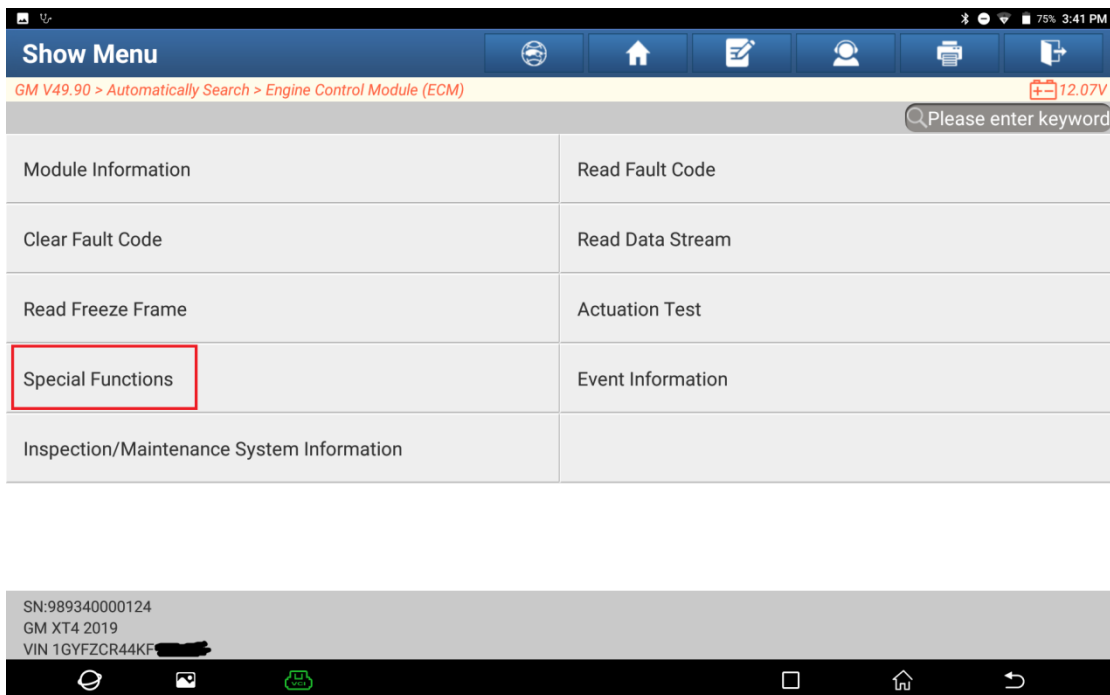 75% 3:41 PM
Show Menu
GM V49.90 > Automatically Search > Engine Control Module (ECM)
12.07V
Please enter keyword
Module Information
Read Fault Code
Clear Fault Code
Read Data Stream
Read Freeze Frame
Actuation Test
Special Functions
Event Information
Inspection/Maintenance System Information
SN:989340000124
GM XT4 2019
VIN 1GYFZCR44KF
VCI